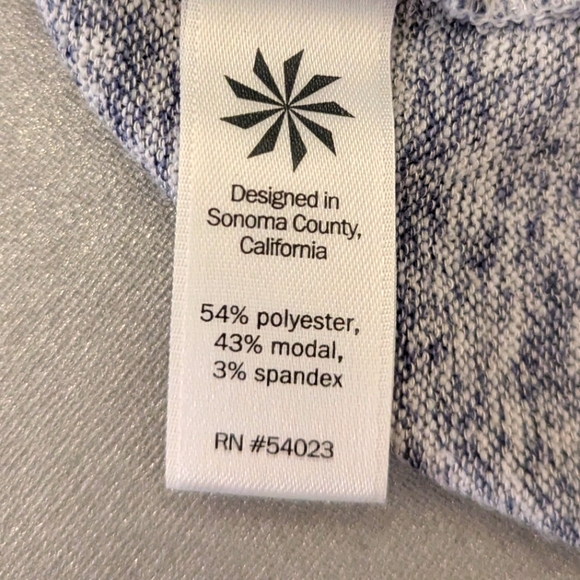 Designed in
Sonoma County,
California
54% polyester,
43% modal,
3% spandex
RN #54023